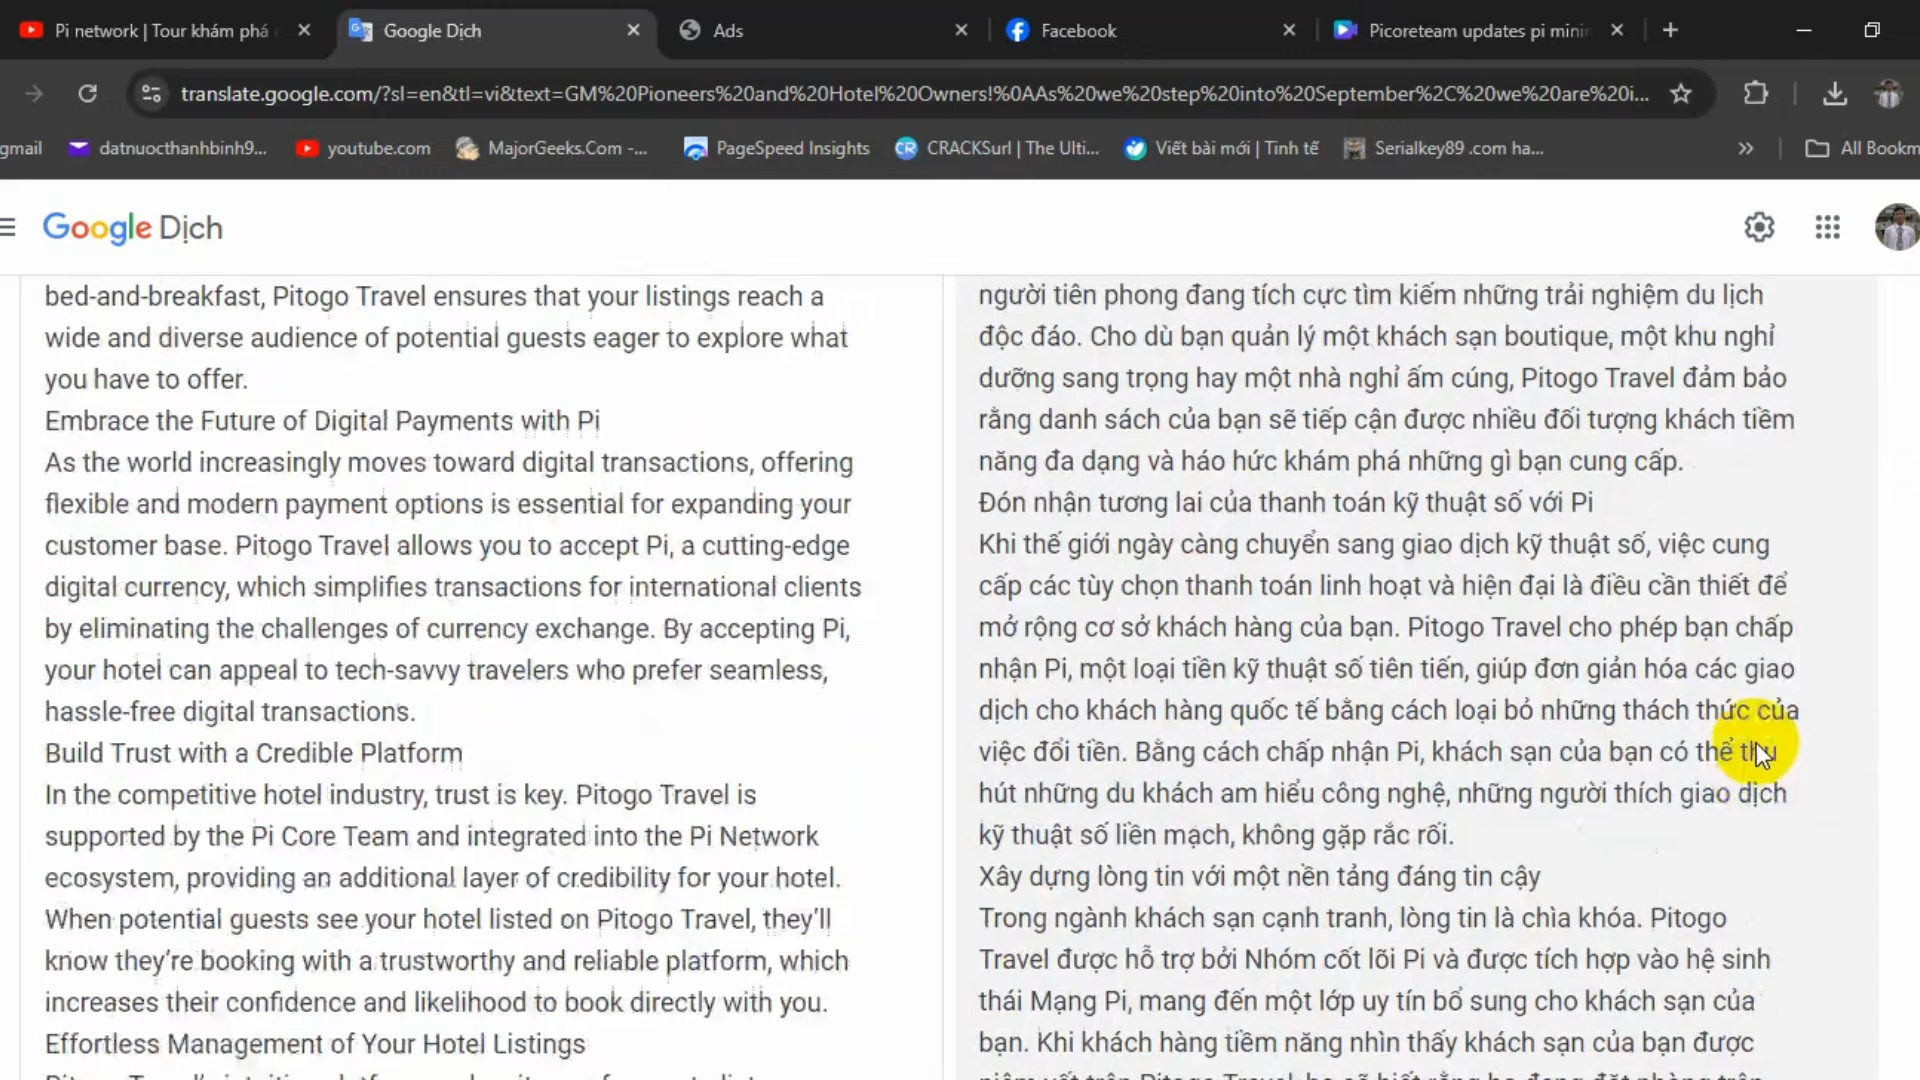 Pi network | Tour khám phá
Google Dịch
Ads
Facebook
Picoreteam updates pi minin
translate.google.com/?sl=en&tl=vi&text=GM%20Pioneers%20and%20Hotel%20Owners!%0AAs%20we%20step%20into%20September%2C%20we%20are%20i...
gmail
datnuocthanhbinh9...
youtube.com
MajorGeeks.Com -...
PageSpeed Insights
CR CRACKSurl | The Ulti...
Viết bài mới | Tinh tế
Serialkey89 .com ha...
»
All Bookm
Google Dịch
bed-and-breakfast, Pitogo Travel ensures that your listings reach a
wide and diverse audience of potential guests eager to explore what
you have to offer.
Embrace the Future of Digital Payments with Pi
As the world increasingly moves toward digital transactions, offering
flexible and modern payment options is essential for expanding your
customer base. Pitogo Travel allows you to accept Pi, a cutting-edge
digital currency, which simplifies transactions for international clients
by eliminating the challenges of currency exchange. By accepting Pi,
your hotel can appeal to tech-savvy travelers who prefer seamless,
hassle-free digital transactions.
Build Trust with a Credible Platform
In the competitive hotel industry, trust is key. Pitogo Travel is
supported by the Pi Core Team and integrated into the Pi Network
ecosystem, providing an additional layer of credibility for your hotel.
When potential guests see your hotel listed on Pitogo Travel, they’ll
know they’re booking with a trustworthy and reliable platform, which
increases their confidence and likelihood to book directly with you.
Effortless Management of Your Hotel Listings
người tiên phong đang tích cực tìm kiếm những trải nghiệm du lịch
độc đáo. Cho dù bạn quản lý một khách sạn boutique, một khu nghỉ
dưỡng sang trọng hay một nhà nghỉ ấm cúng, Pitogo Travel đảm bảo
rằng danh sách của bạn sẽ tiếp cận được nhiều đối tượng khách tiềm
năng đa dạng và háo hức khám phá những gì bạn cung cấp.
Đón nhận tương lai của thanh toán kỹ thuật số với Pi
Khi thế giới ngày càng chuyển sang giao dịch kỹ thuật số, việc cung
cấp các tùy chọn thanh toán linh hoạt và hiện đại là điều cần thiết để
mở rộng cơ sở khách hàng của bạn. Pitogo Travel cho phép bạn chấp
nhận Pi, một loại tiền kỹ thuật số tiên tiến, giúp đơn giản hóa các giao
dịch cho khách hàng quốc tế bằng cách loại bỏ những thách thức của
việc đổi tiền. Bằng cách chấp nhận Pi, khách sạn của bạn có thể thu
hút những du khách am hiểu công nghệ, những người thích giao dịch
kỹ thuật số liền mạch, không gặp rắc rối.
Xây dựng lòng tin với một nền tảng đáng tin cậy
Trong ngành khách sạn cạnh tranh, lòng tin là chìa khóa. Pitogo
Travel được hỗ trợ bởi Nhóm cốt lõi Pi và được tích hợp vào hệ sinh
thái Mạng Pi, mang đến một lớp uy tín bổ sung cho khách sạn của
bạn. Khi khách hàng tiềm năng nhìn thấy khách sạn của bạn được